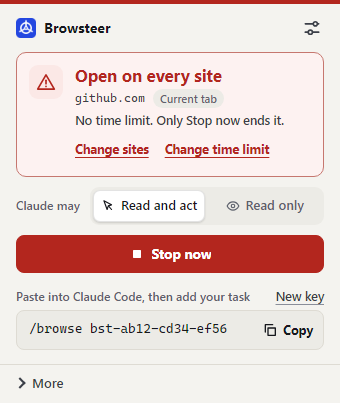 Browsteer
Open on every site
github.com Current tab
No time limit. Only Stop now ends it.
Change sites Change time limit
Claude may Read and act Read only
Stop now
Paste into Claude Code, then add your task New key
/browse bst-ab12-cd34-ef56 Copy
More